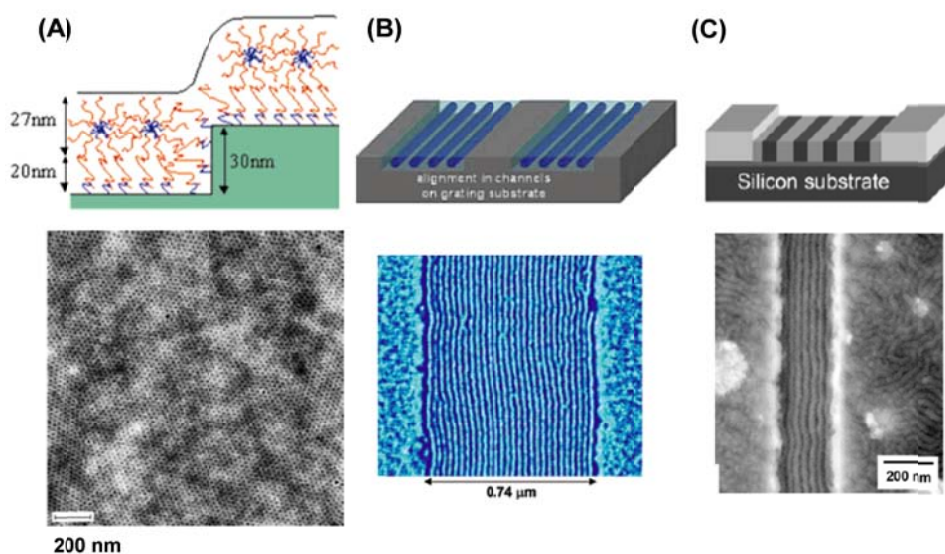 (A)
27nm
20nm
30nm
200 nm
(B)
alignment in channels
on grating substrate
0.74 μm
(C)
Silicon substrate
200 nm